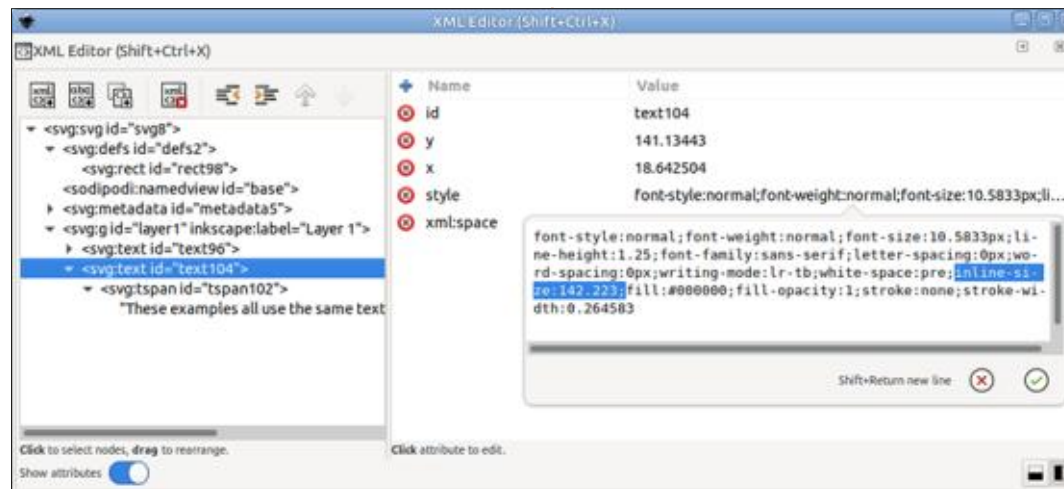 XML Editor (Shift+Ctrl+X)
XML Editor (Shift+Ctrl+X)
Name Value
id text104
y 141.13443
x 18.642504
style font-style:normal;font-weight:normal;font-size:10.5833px;li...
xml:space
<svg:svg id="svg8">
<svg:defs id="defs2">
<svg:rect id="rect98">
<sodipodi:namedview id="base">
<svg:metadata id="metadata5">
<svg:g id="layer1" inkscape:label="Layer 1">
<svg:text id="text96">
<svg:text id="text104">
<svg:tspan id="tspan102">
"These examples all use the same text
font-style:normal;font-weight:normal;font-size:10.5833px;li-
ne-height:1.25;font-family:sans-serif;letter-spacing:0px;wo-
rd-spacing:0px;writing-mode:lr-tb;white-space:pre;inline-si-
ze:142.223;fill:#000000;fill-opacity:1;stroke:none;stroke-wi-
dth:0.264583
Shift+Return new line
Click to select nodes, drag to rearrange.
Click attribute to edit.
Show attributes